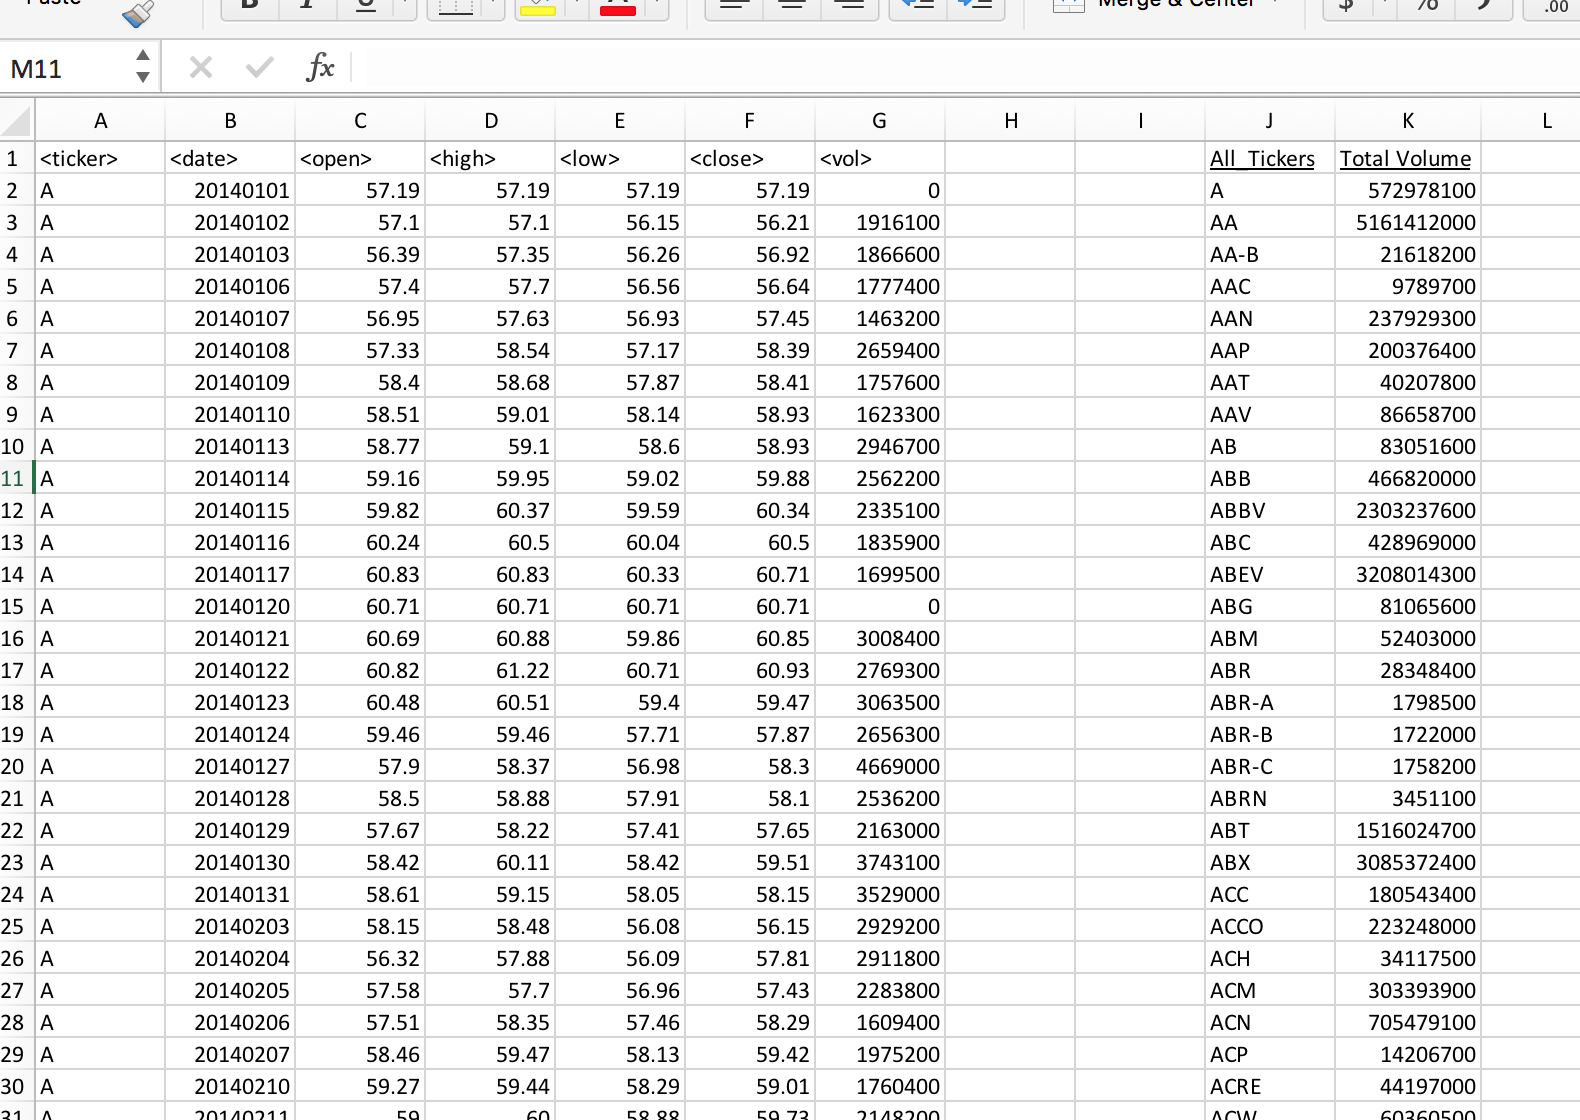 Paste B I U A Merge & Center $ % .00
M11 fx
A B C D E F G H I J K L
1 <ticker> <date> <open> <high> <low> <close> <vol> All_Tickers Total Volume
2 A 20140101 57.19 57.19 57.19 57.19 0 A 572978100
3 A 20140102 57.1 57.1 56.15 56.21 1916100 AA 5161412000
4 A 20140103 56.39 57.35 56.26 56.92 1866600 AA-B 21618200
5 A 20140106 57.4 57.7 56.56 56.64 1777400 AAC 9789700
6 A 20140107 56.95 57.63 56.93 57.45 1463200 AAN 237929300
7 A 20140108 57.33 58.54 57.17 58.39 2659400 AAP 200376400
8 A 20140109 58.4 58.68 57.87 58.41 1757600 AAT 40207800
9 A 20140110 58.51 59.01 58.14 58.93 1623300 AAV 86658700
10 A 20140113 58.77 59.1 58.6 58.93 2946700 AB 83051600
11 A 20140114 59.16 59.95 59.02 59.88 2562200 ABB 466820000
12 A 20140115 59.82 60.37 59.59 60.34 2335100 ABBV 2303237600
13 A 20140116 60.24 60.5 60.04 60.5 1835900 ABC 428969000
14 A 20140117 60.83 60.83 60.33 60.71 1699500 ABEV 3208014300
15 A 20140120 60.71 60.71 60.71 60.71 0 ABG 81065600
16 A 20140121 60.69 60.88 59.86 60.85 3008400 ABM 52403000
17 A 20140122 60.82 61.22 60.71 60.93 2769300 ABR 28348400
18 A 20140123 60.48 60.51 59.4 59.47 3063500 ABR-A 1798500
19 A 20140124 59.46 59.46 57.71 57.87 2656300 ABR-B 1722000
20 A 20140127 57.9 58.37 56.98 58.3 4669000 ABR-C 1758200
21 A 20140128 58.5 58.88 57.91 58.1 2536200 ABRN 3451100
22 A 20140129 57.67 58.22 57.41 57.65 2163000 ABT 1516024700
23 A 20140130 58.42 60.11 58.42 59.51 3743100 ABX 3085372400
24 A 20140131 58.61 59.15 58.05 58.15 3529000 ACC 180543400
25 A 20140203 58.15 58.48 56.08 56.15 2929200 ACCO 223248000
26 A 20140204 56.32 57.88 56.09 57.81 2911800 ACH 34117500
27 A 20140205 57.58 57.7 56.96 57.43 2283800 ACM 303393900
28 A 20140206 57.51 58.35 57.46 58.29 1609400 ACN 705479100
29 A 20140207 58.46 59.47 58.13 59.42 1975200 ACP 14206700
30 A 20140210 59.27 59.44 58.29 59.01 1760400 ACRE 44197000
31 A 20140211 59 60 58.88 59.73 2148200 ACW 60360500